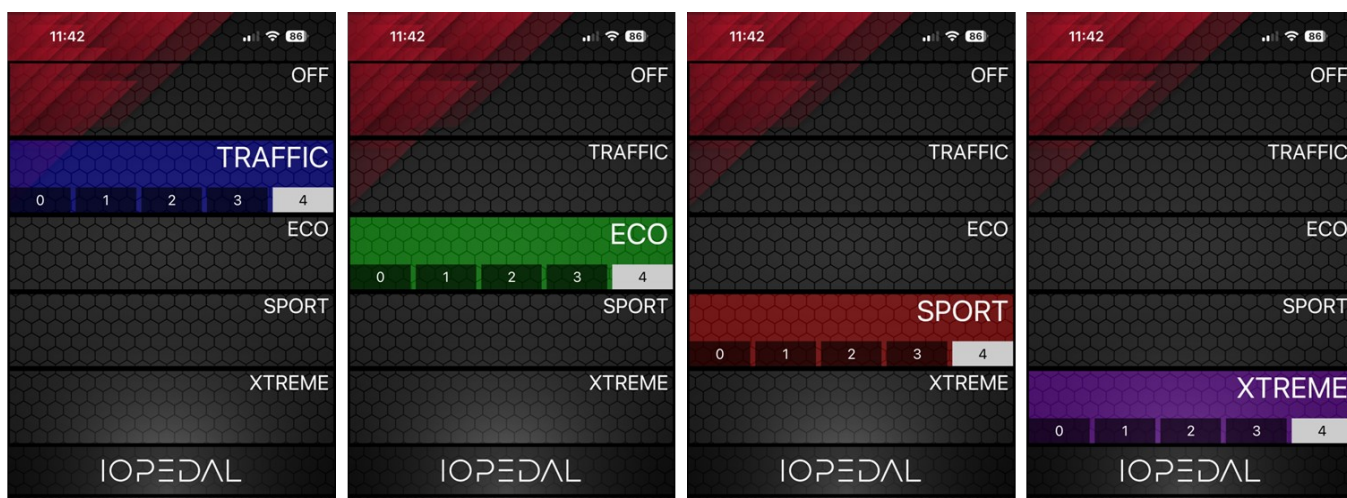 11:42 86
OFF
TRAFFIC
0 1 2 3 4
ECO
SPORT
XTREME
IOPEDAL
11:42 86
OFF
TRAFFIC
ECO
0 1 2 3 4
SPORT
XTREME
IOPEDAL
11:42 86
OFF
TRAFFIC
ECO
SPORT
0 1 2 3 4
XTREME
IOPEDAL
11:42 86
OFF
TRAFFIC
ECO
SPORT
XTREME
0 1 2 3 4
IOPEDAL